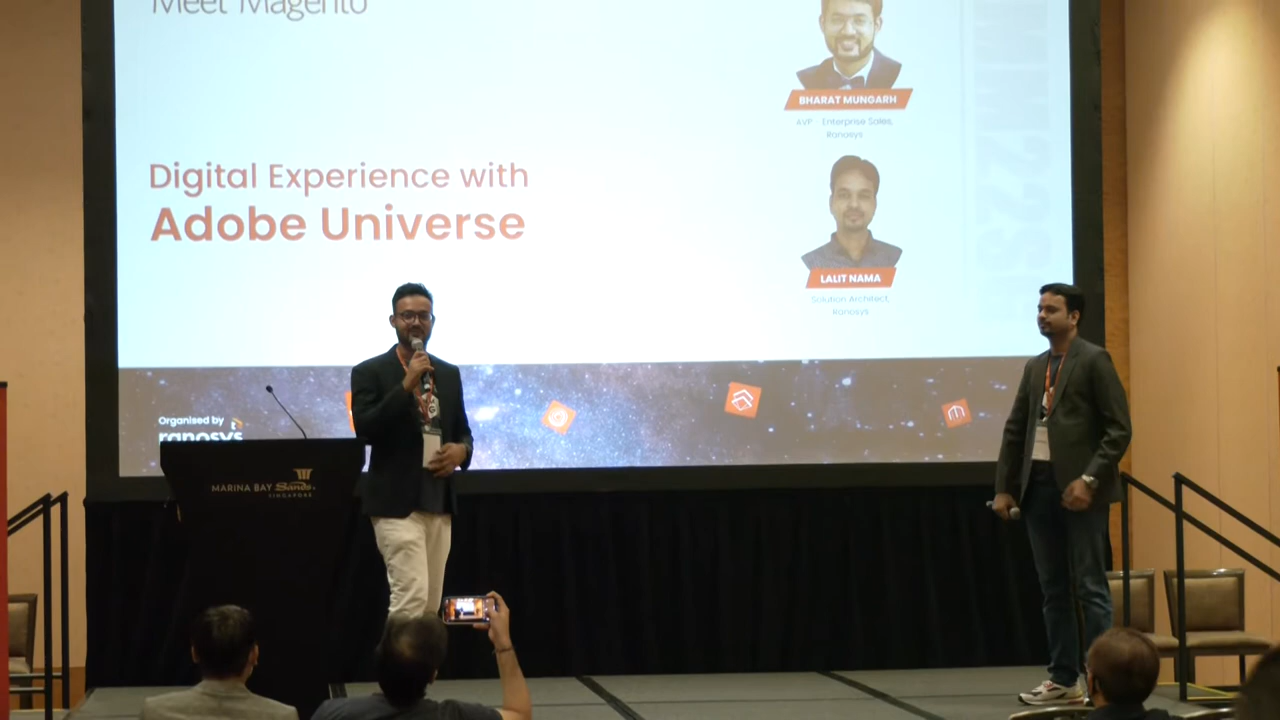 Meet Magento
BHARAT MUNGARH
AVP - Enterprise Sales,
Ranosys
Digital Experience with
Adobe Universe
LALIT NAMA
Solution Architect,
Ranosys
Organised by
ranosys
MARINA BAY Sands
SINGAPORE